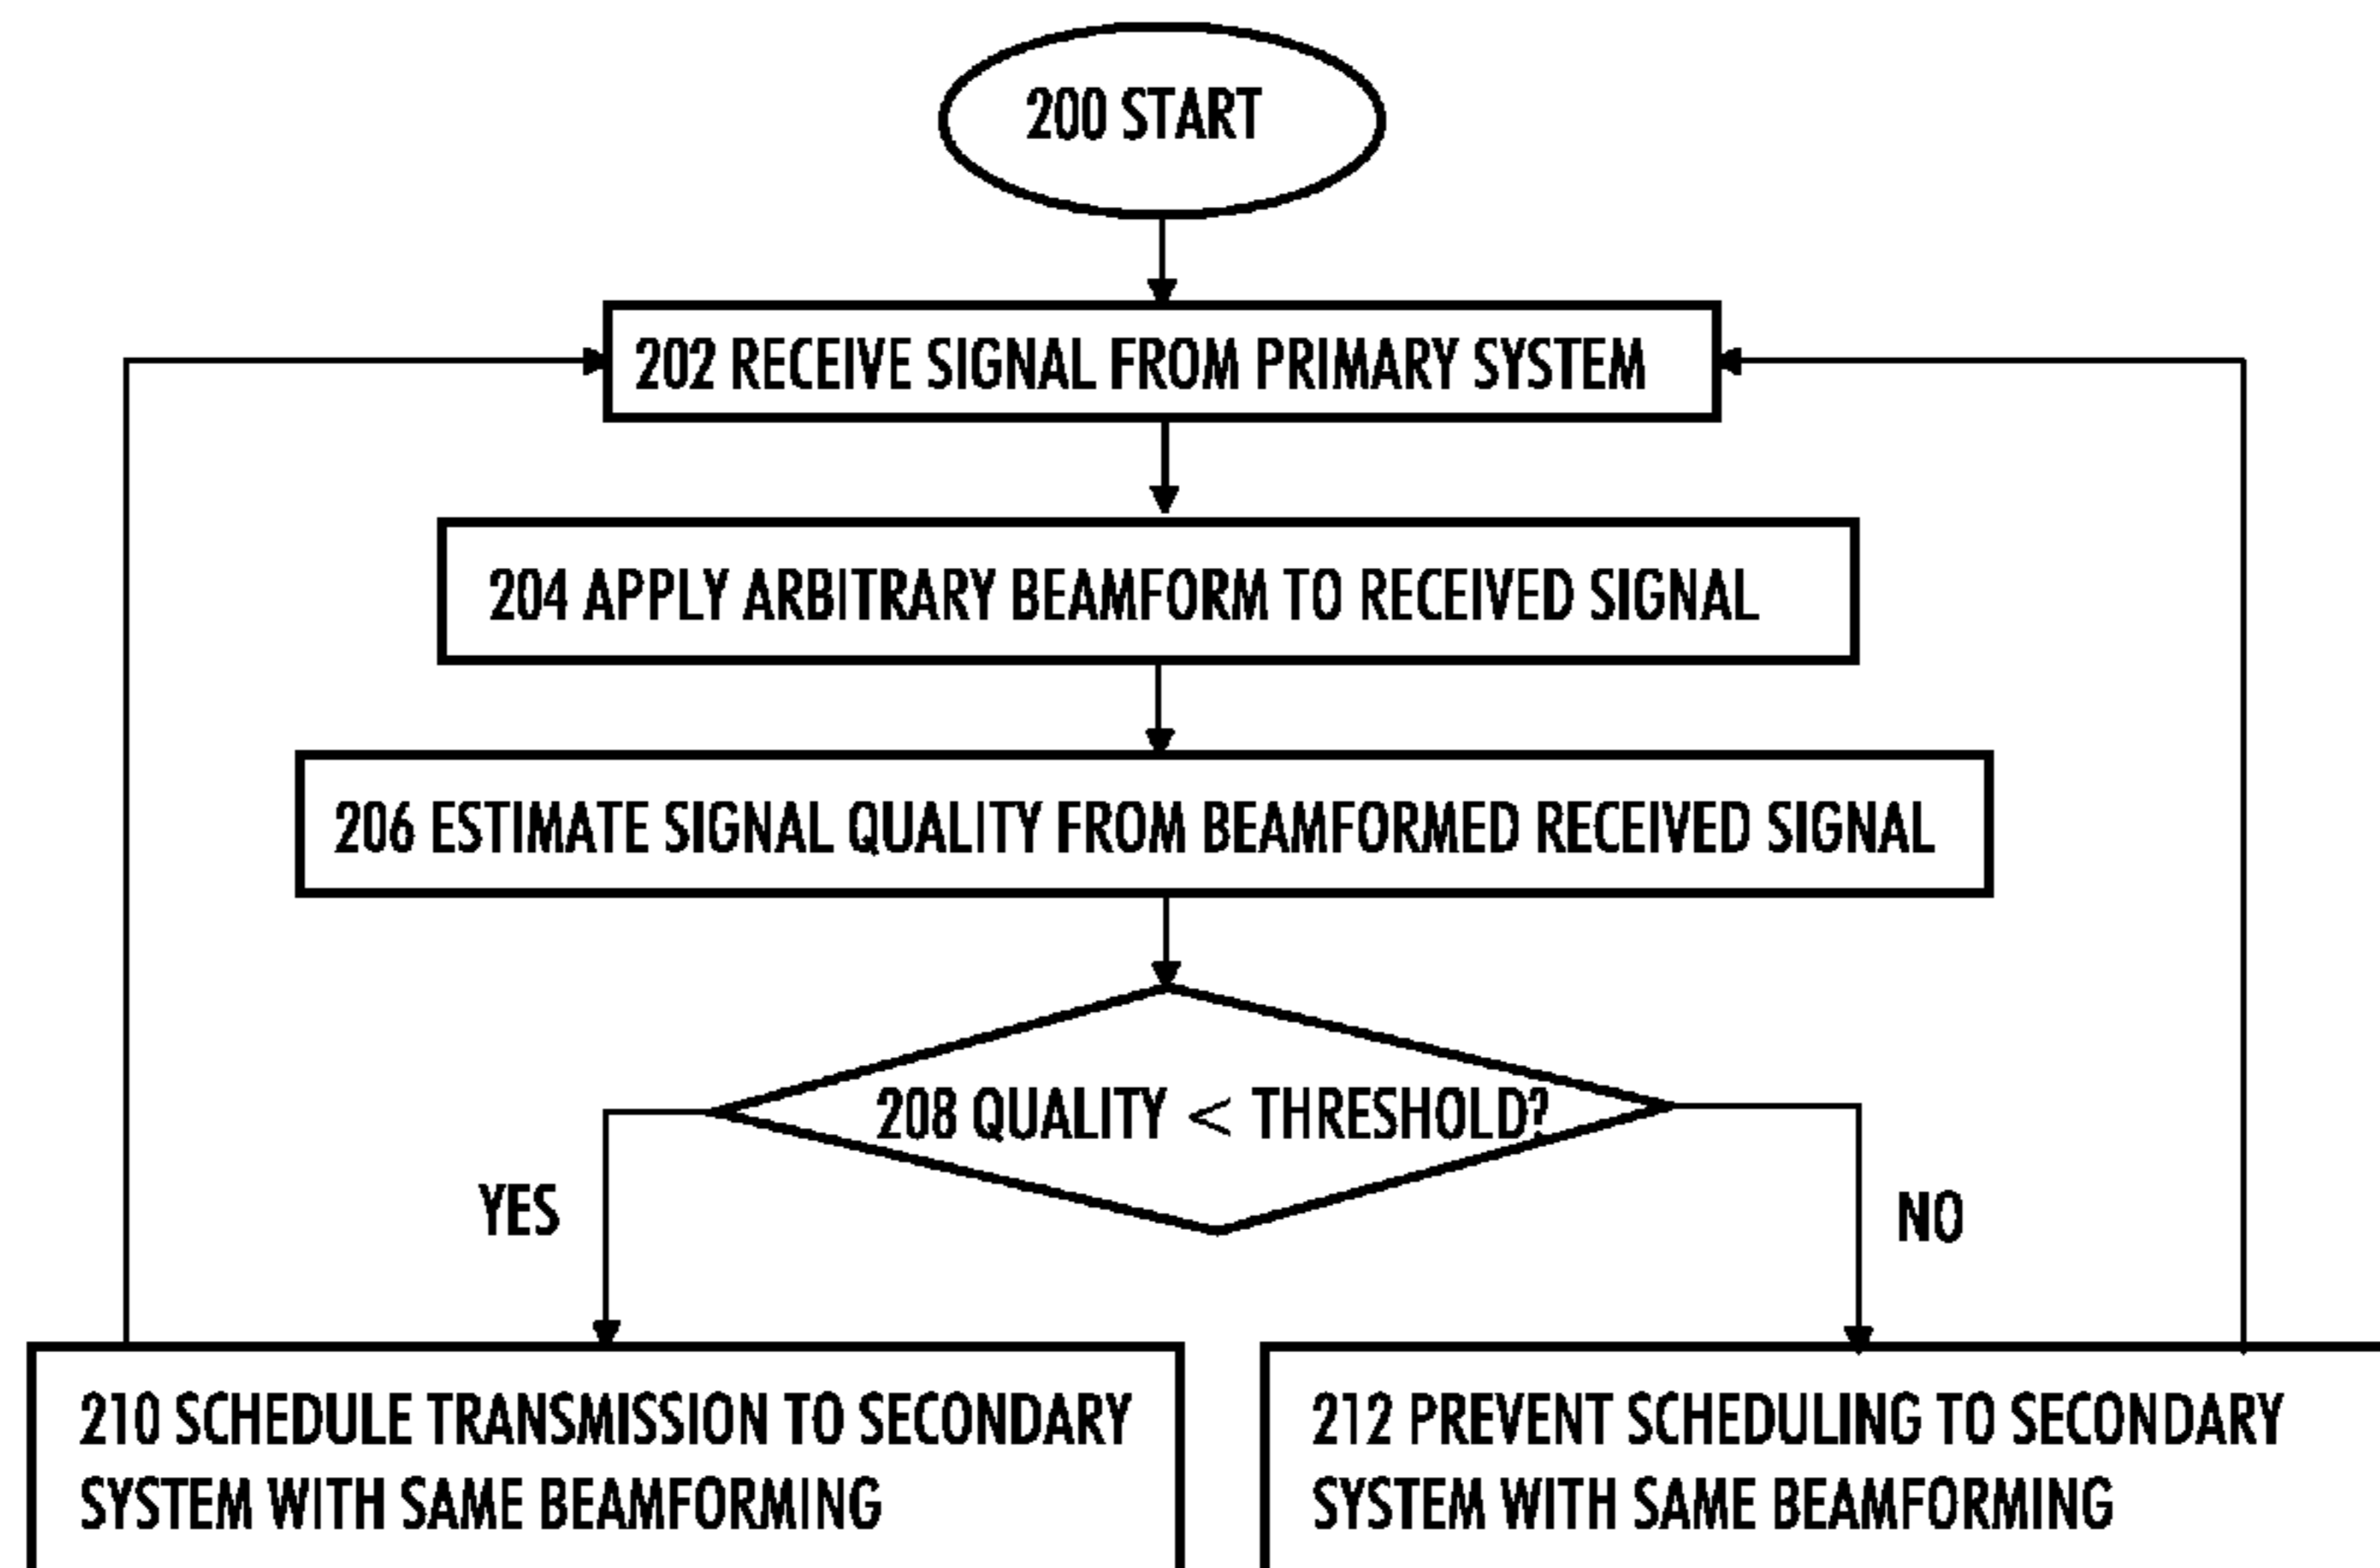 200 START
202 RECEIVE SIGNAL FROM PRIMARY SYSTEM
204 APPLY ARBITRARY BEAMFORM TO RECEIVED SIGNAL
206 ESTIMATE SIGNAL QUALITY FROM BEAMFORMED RECEIVED SIGNAL
208 QUALITY < THRESHOLD?
YES
NO
210 SCHEDULE TRANSMISSION TO SECONDARY
SYSTEM WITH SAME BEAMFORMING
212 PREVENT SCHEDULING TO SECONDARY
SYSTEM WITH SAME BEAMFORMING